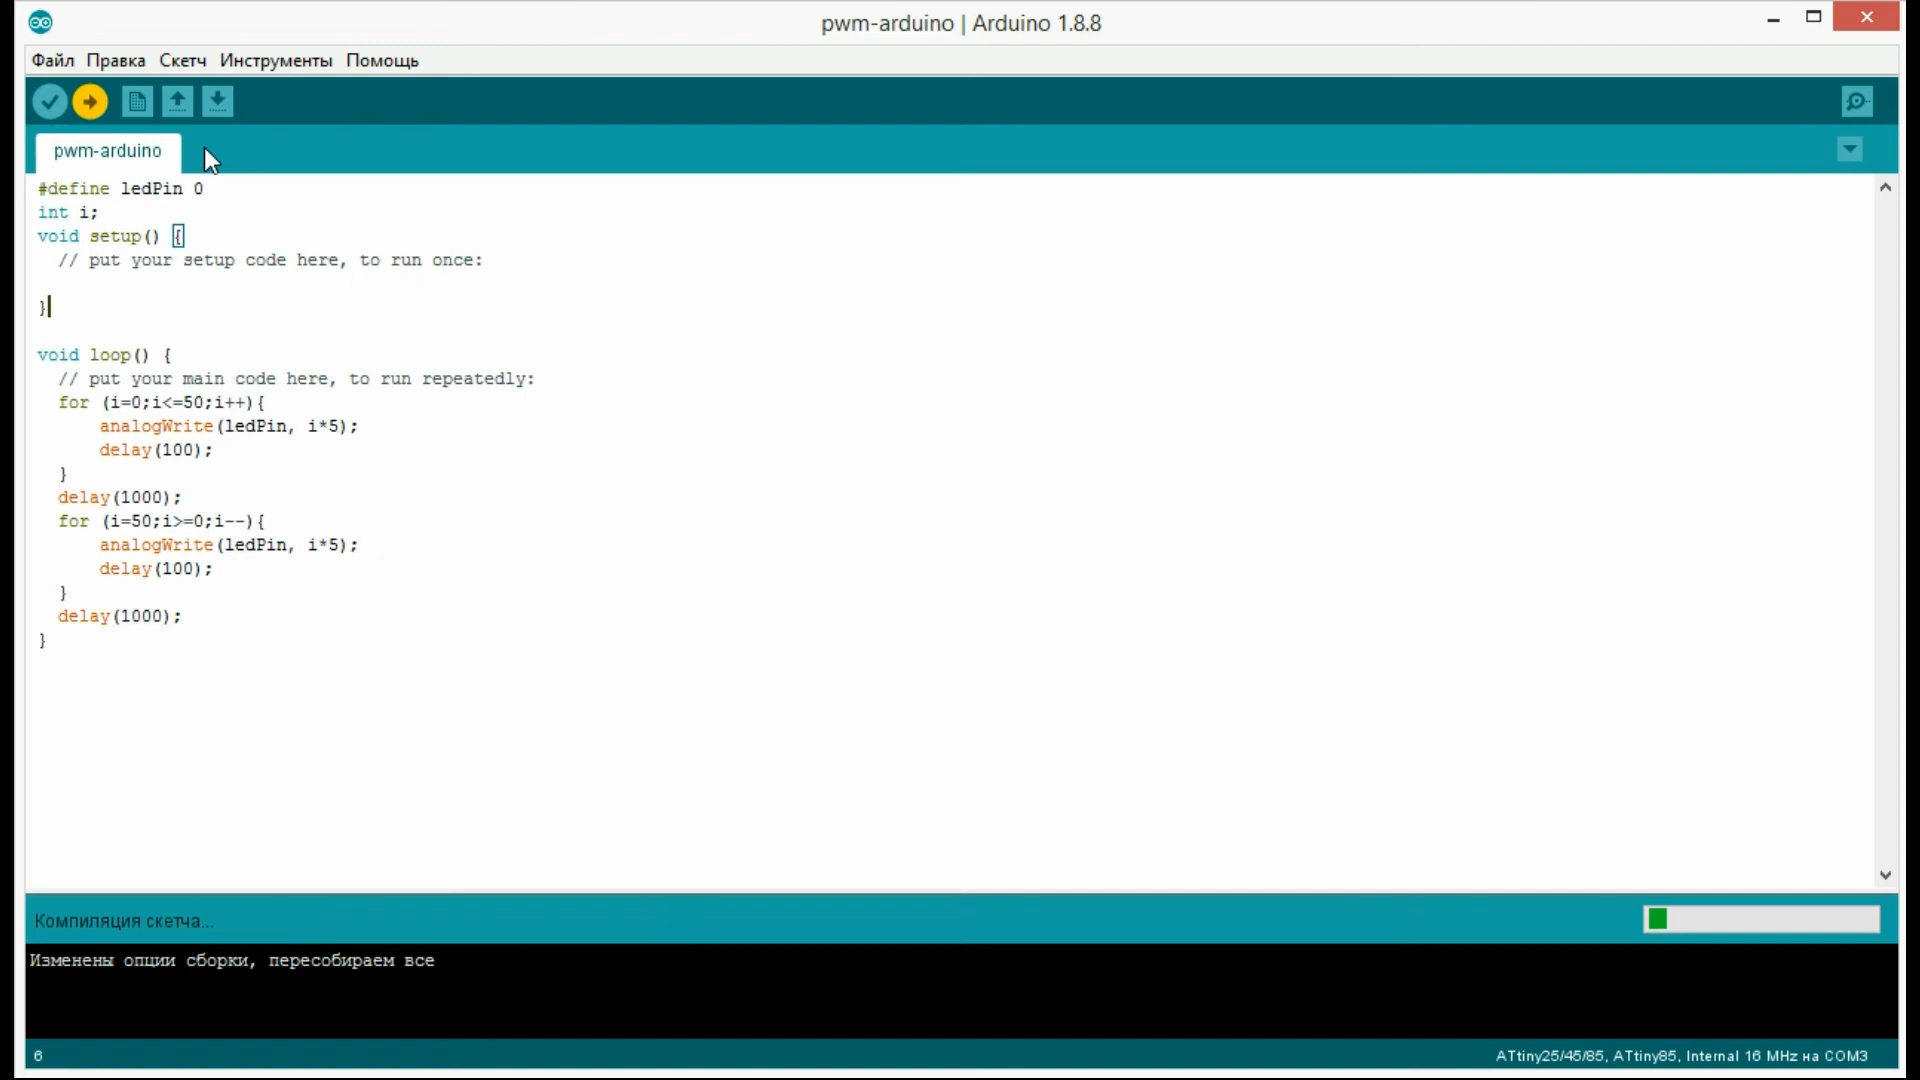 pwm-arduino | Arduino 1.8.8
Файл Правка Скетч Инструменты Помощь
pwm-arduino
#define ledPin 0
int i;
void setup() {
  // put your setup code here, to run once:
}
void loop() {
  // put your main code here, to run repeatedly:
  for (i=0;i<=50;i++){
      analogWrite(ledPin, i*5);
      delay(100);
  }
  delay(1000);
  for (i=50;i>=0;i--){
      analogWrite(ledPin, i*5);
      delay(100);
  }
  delay(1000);
}
Компиляция скетча...
Изменены опции сборки, пересобираем все
6 ATtiny25/45/85, ATtiny85, Internal 16 MHz на COM3